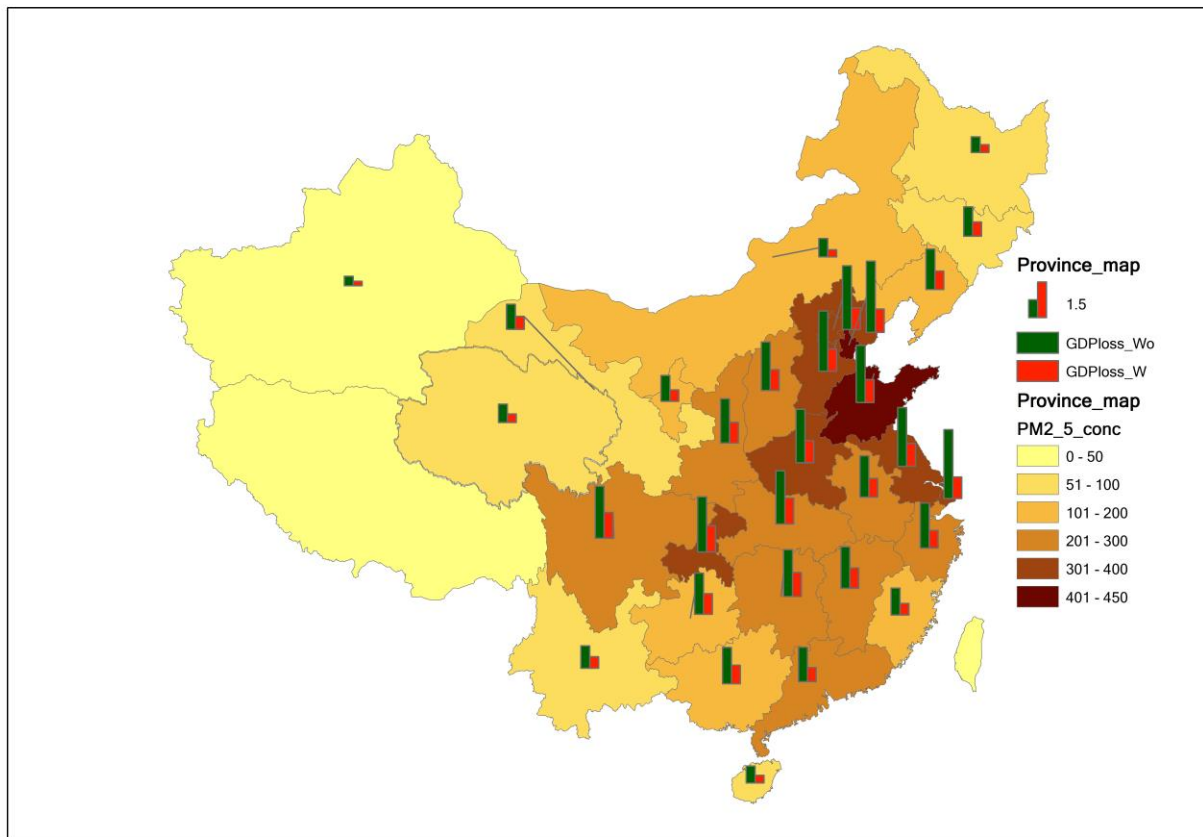 Province_map
1.5
GDPloss_Wo
GDPloss_W
Province_map
PM2_5_conc
0 - 50
51 - 100
101 - 200
201 - 300
301 - 400
401 - 450